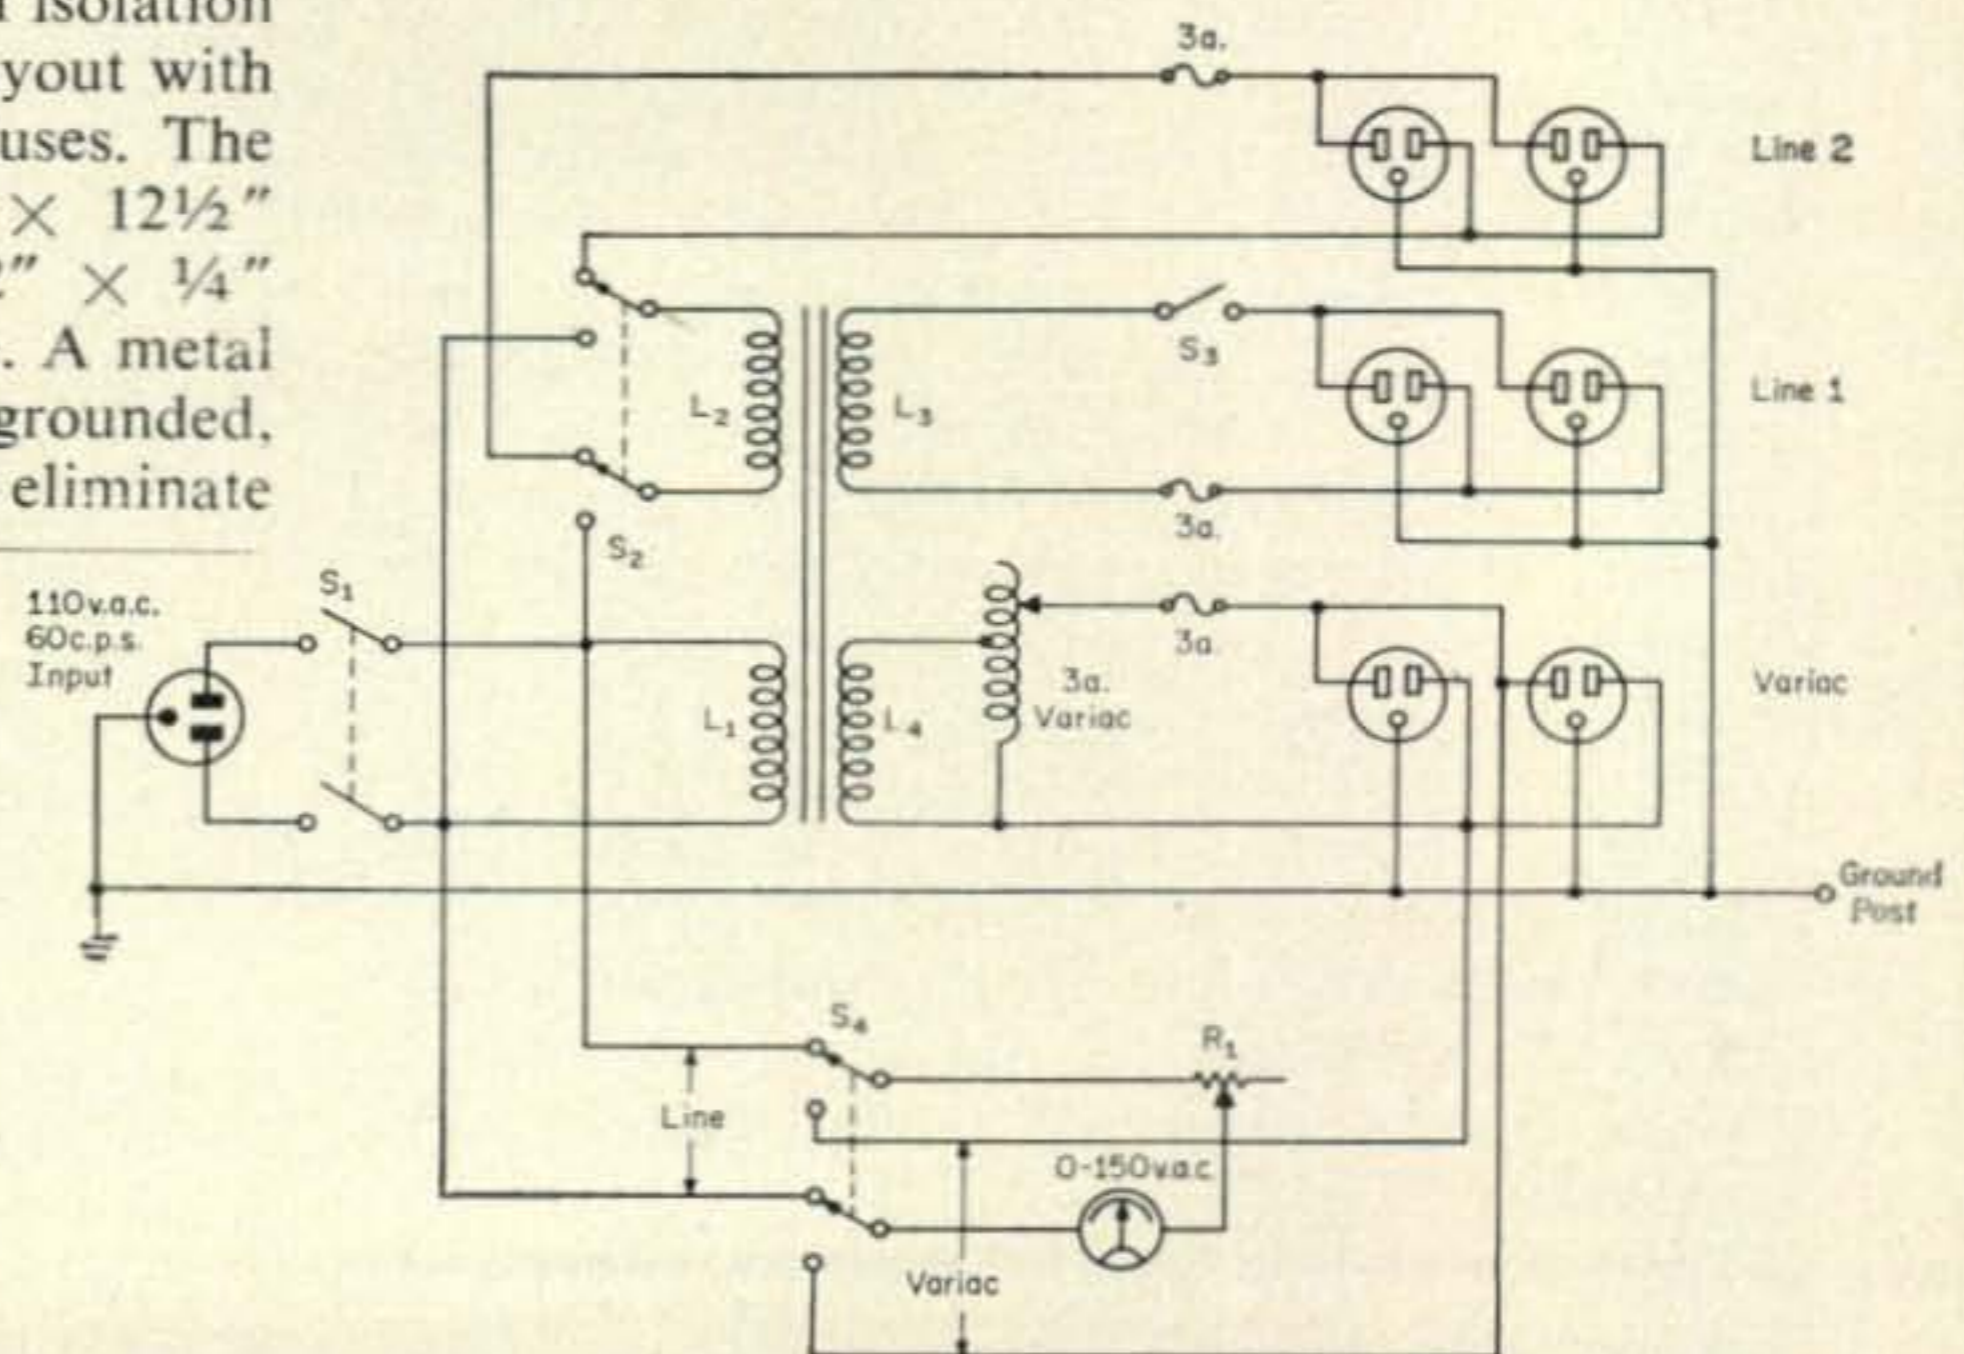 isolation
yout with
uses. The
× 12½"
2" × ¼"
. A metal
grounded,
eliminate
3a.
Line 2
S3
Line 1
L2
L3
3a.
S2
110v.a.c.
60c.p.s.
Input
S1
3a.
3a.
Variac
Variac
L1
L4
Ground
Post
S4
R1
Line
0-150v.a.c.
Variac